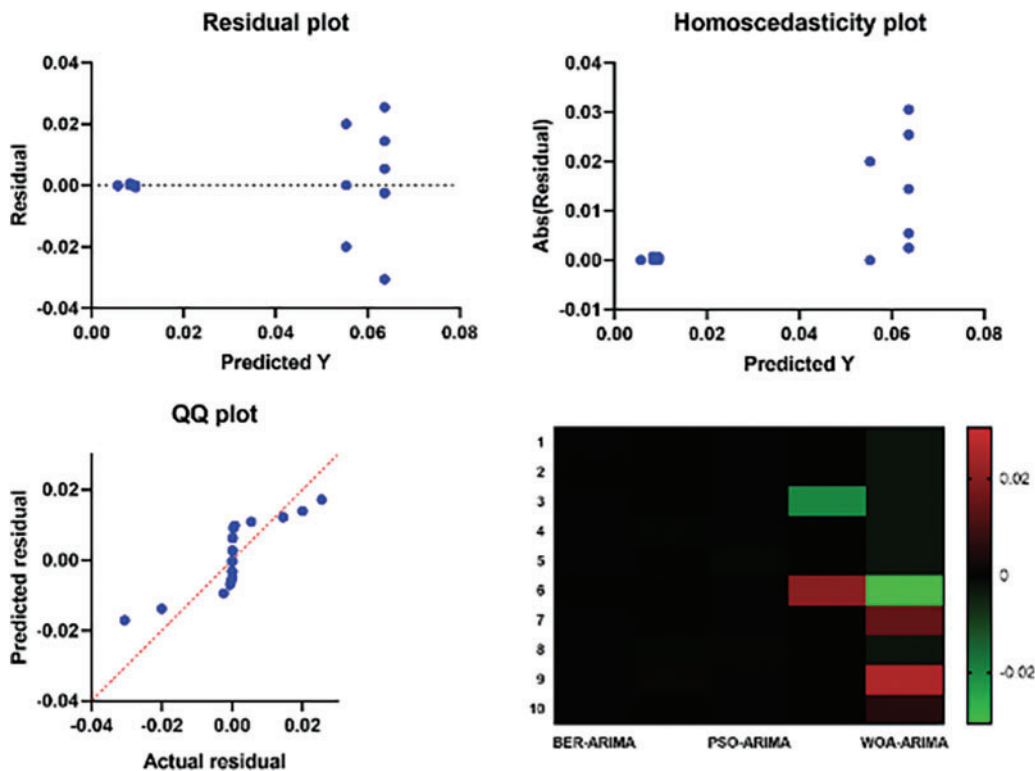 Residual plot
0.04
0.02
0.00
-0.02
-0.04
0.00 0.02 0.04 0.06 0.08
Residual
Predicted Y
Homoscedasticity plot
0.04
0.03
0.02
0.01
0.00
-0.01
0.00 0.02 0.04 0.06 0.08
Abs(Residual)
Predicted Y
QQ plot
0.02
0.00
-0.02
-0.04
-0.04 -0.02 0.00 0.02
Predicted residual
Actual residual
1
2
3
4
5
6
7
8
9
10
BER-ARIMA PSO-ARIMA WOA-ARIMA
0.02
0
-0.02